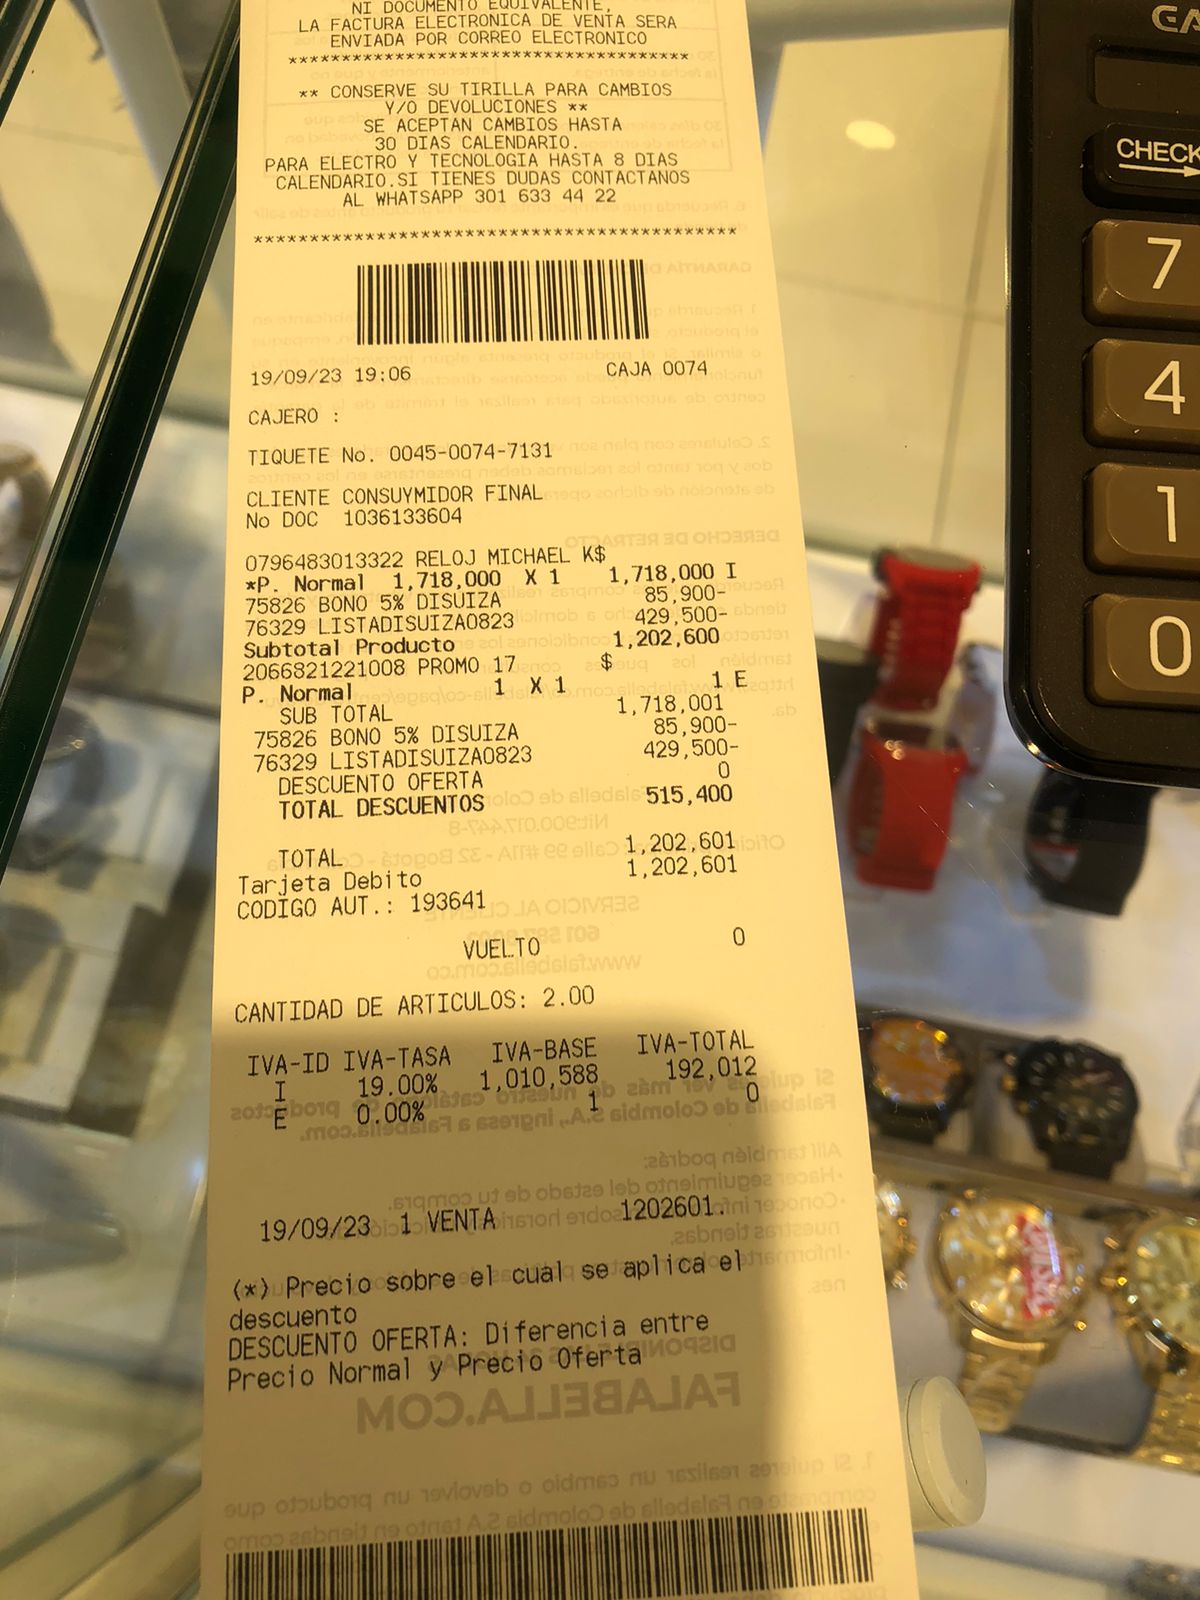 NI DOCUMENTO EQUIVALENTE,
LA FACTURA ELECTRONICA DE VENTA SERA
ENVIADA POR CORREO ELECTRONICO
****************************************
** CONSERVE SU TIRILLA PARA CAMBIOS
Y/O DEVOLUCIONES **
SE ACEPTAN CAMBIOS HASTA
30 DIAS CALENDARIO.
PARA ELECTRO Y TECNOLOGIA HASTA 8 DIAS
CALENDARIO.SI TIENES DUDAS CONTACTANOS
AL WHATSAPP 301 633 44 22
****************************************
19/09/23 19:06 CAJA 0074
CAJERO :
TIQUETE No. 0045-0074-7131
CLIENTE CONSUYMIDOR FINAL
No DOC 1036133604
0796483013322 RELOJ MICHAEL K$
*P. Normal 1,718,000 X 1 1,718,000 I
75826 BONO 5% DISUIZA 85,900-
76329 LISTADISUIZA0823 429,500-
Subtotal Producto 1,202,600
2066821221008 PROMO 17 $
P. Normal 1 X 1 1 E
SUB TOTAL 1,718,001
75826 BONO 5% DISUIZA 85,900-
76329 LISTADISUIZA0823 429,500-
DESCUENTO OFERTA 0
TOTAL DESCUENTOS 515,400
TOTAL 1,202,601
Tarjeta Debito 1,202,601
CODIGO AUT.: 193641
VUELTO 0
CANTIDAD DE ARTICULOS: 2.00
IVA-ID IVA-TASA IVA-BASE IVA-TOTAL
I 19.00% 1,010,588 192,012
E 0.00% 1 0
19/09/23 1 VENTA 1202601.
(*) Precio sobre el cual se aplica el
descuento
DESCUENTO OFERTA: Diferencia entre
Precio Normal y Precio Oferta
FALABELLA.COM
CHECK
7
4
1
0